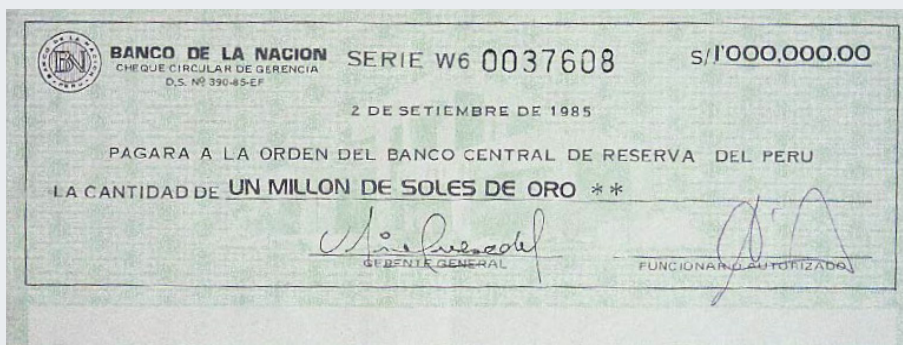 BANCO DE LA NACION SERIE W6 0037608 S/1'000,000.00
CHEQUE CIRCULAR DE GERENCIA
D.S. Nº 390-85-EF
2 DE SETIEMBRE DE 1985
PAGARA A LA ORDEN DEL BANCO CENTRAL DE RESERVA DEL PERU
LA CANTIDAD DE UN MILLON DE SOLES DE ORO **
GERENTE GENERAL FUNCIONARIO AUTORIZADO